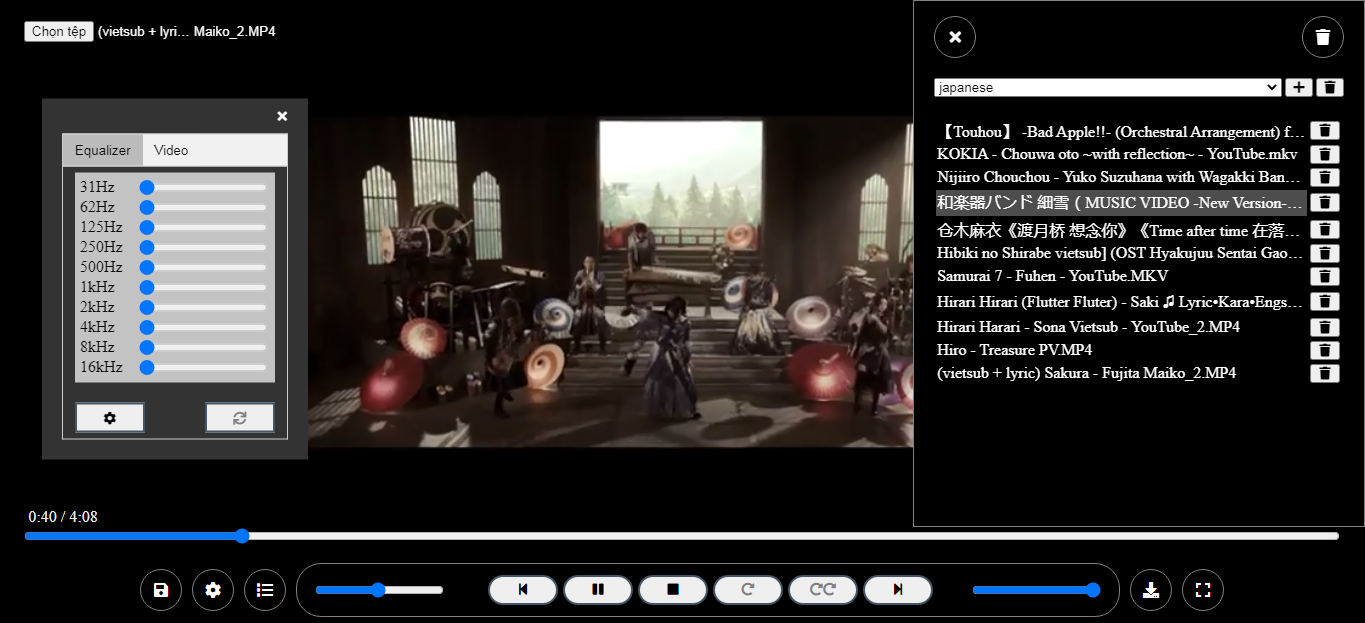 Chọn tệp (vietsub + lyri... Maiko_2.MP4
japanese
Equalizer Video
31Hz
62Hz
125Hz
250Hz
500Hz
1kHz
2kHz
4kHz
8kHz
16kHz
【Touhou】 -Bad Apple!!- (Orchestral Arrangement) f...
KOKIA - Chouwa oto ~with reflection~ - YouTube.mkv
Nijiiro Chouchou - Yuko Suzuhana with Wagakki Ban...
和楽器バンド 細雪 ( MUSIC VIDEO -New Version-...
仓木麻衣《渡月桥 想念你》《Time after time 在落...
Hibiki no Shirabe vietsub] (OST Hyakujuu Sentai Gao...
Samurai 7 - Fuhen - YouTube.MKV
Hirari Hirari (Flutter Fluter) - Saki ♫ Lyric•Kara•Engs...
Hirari Harari - Sona Vietsub - YouTube_2.MP4
Hiro - Treasure PV.MP4
(vietsub + lyric) Sakura - Fujita Maiko_2.MP4
0:40 / 4:08